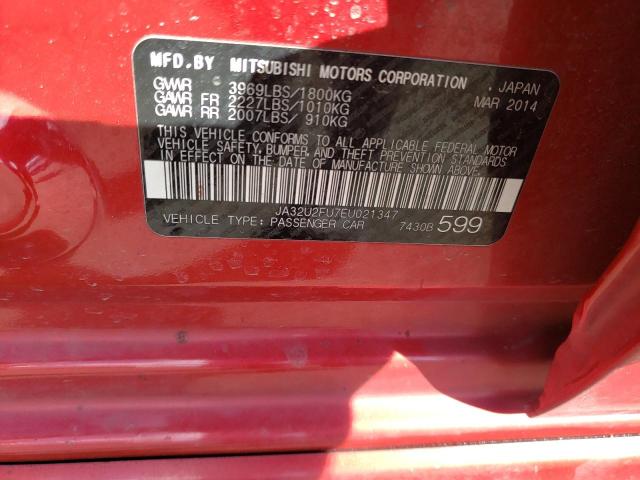 MFD.BY MITSUBISHI MOTORS CORPORATION , JAPAN
GVWR 3969LBS/1800KG MAR 2014
GAWR FR 2227LBS/1010KG
GAWR RR 2007LBS/ 910KG
THIS VEHICLE CONFORMS TO ALL APPLICABLE FEDERAL MOTOR
VEHICLE SAFETY, BUMPER, AND THEFT PREVENTION STANDARDS
IN EFFECT ON THE DATE OF MANUFACTURE SHOWN ABOVE.
JA32U2FU7EU021347
VEHICLE TYPE: PASSENGER CAR 7430B 599